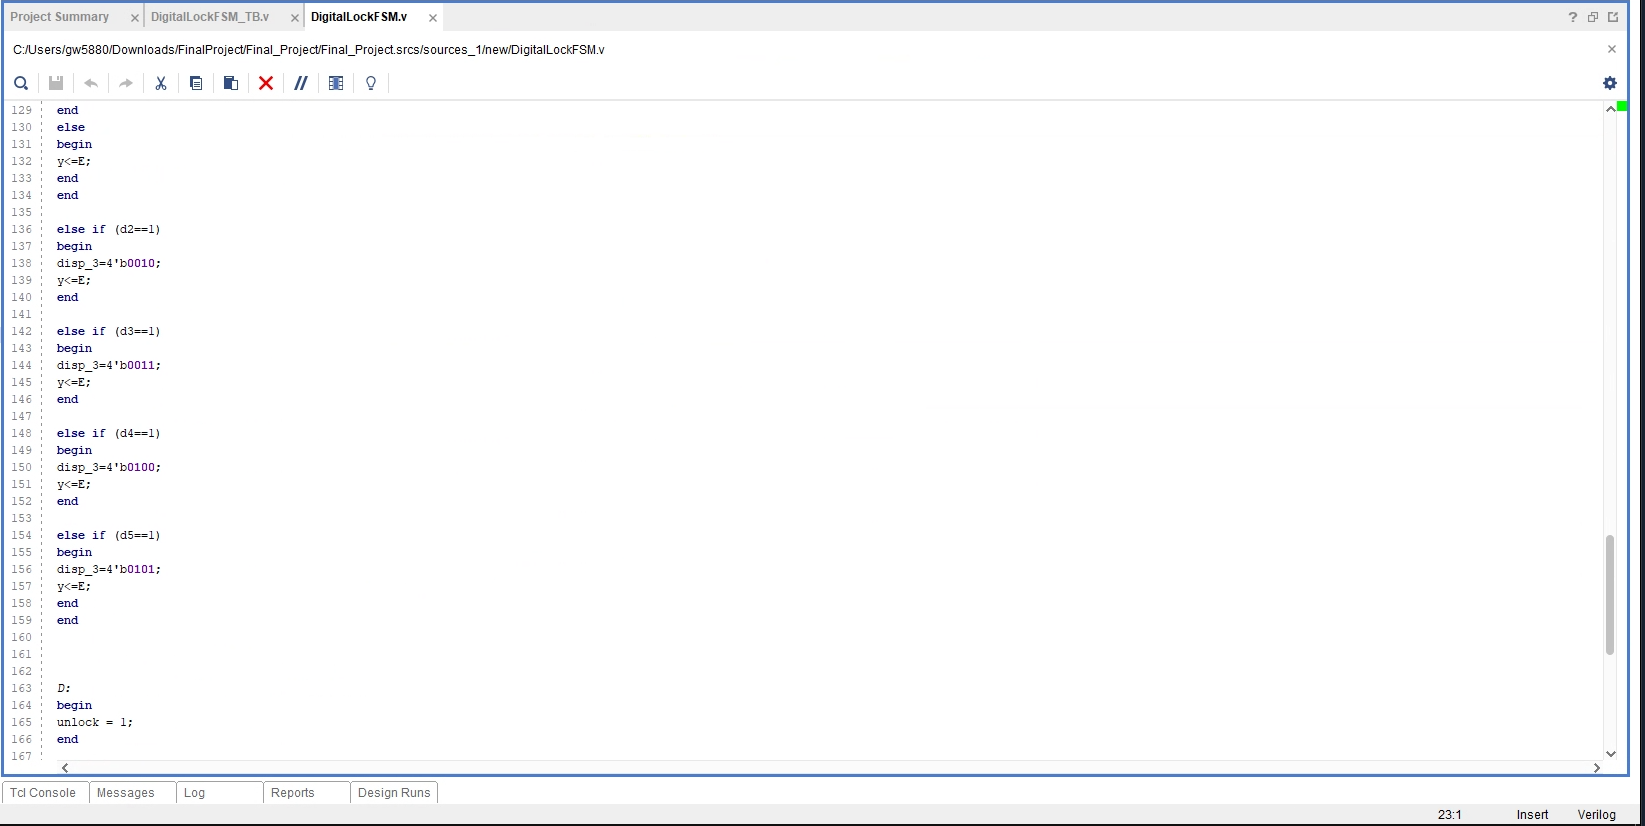 Project Summary × DigitalLockFSM_TB.v × DigitalLockFSM.v ×
C:/Users/gw5880/Downloads/FinalProject/Final_Project/Final_Project.srcs/sources_1/new/DigitalLockFSM.v
129 end
130 else
131 begin
132 y<=E;
133 end
134 end
135
136 else if (d2==1)
137 begin
138 disp_3=4'b0010;
139 y<=E;
140 end
141
142 else if (d3==1)
143 begin
144 disp_3=4'b0011;
145 y<=E;
146 end
147
148 else if (d4==1)
149 begin
150 disp_3=4'b0100;
151 y<=E;
152 end
153
154 else if (d5==1)
155 begin
156 disp_3=4'b0101;
157 y<=E;
158 end
159 end
160
161
162
163 D:
164 begin
165 unlock = 1;
166 end
167
Tcl Console Messages Log Reports Design Runs
23:1 Insert Verilog